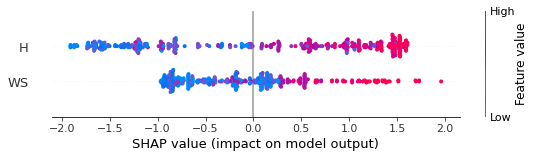 High
H
WS
Feature value
Low
−2.0 −1.5 −1.0 −0.5 0.0 0.5 1.0 1.5 2.0
SHAP value (impact on model output)